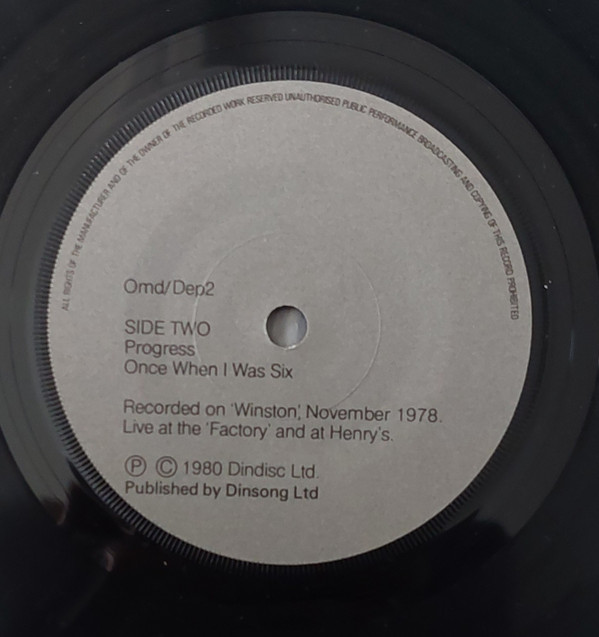 ALL RIGHTS OF THE MANUFACTURER AND OF THE OWNER OF THE RECORDED WORK RESERVED UNAUTHORISED PUBLIC PERFORMANCE BROADCASTING AND COPYING OF THIS RECORD PROHIBITED
Omd/Dep2
SIDE TWO
Progress
Once When I Was Six
Recorded on 'Winston', November 1978.
Live at the 'Factory' and at Henry's.
Ⓟ Ⓒ 1980 Dindisc Ltd.
Published by Dinsong Ltd